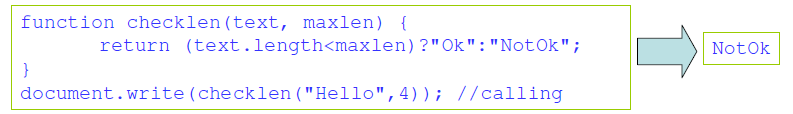 function checklen(text, maxlen) {
return (text.length<maxlen)?"Ok":"NotOk";
}
document.write(checklen("Hello",4)); //calling
NotOk